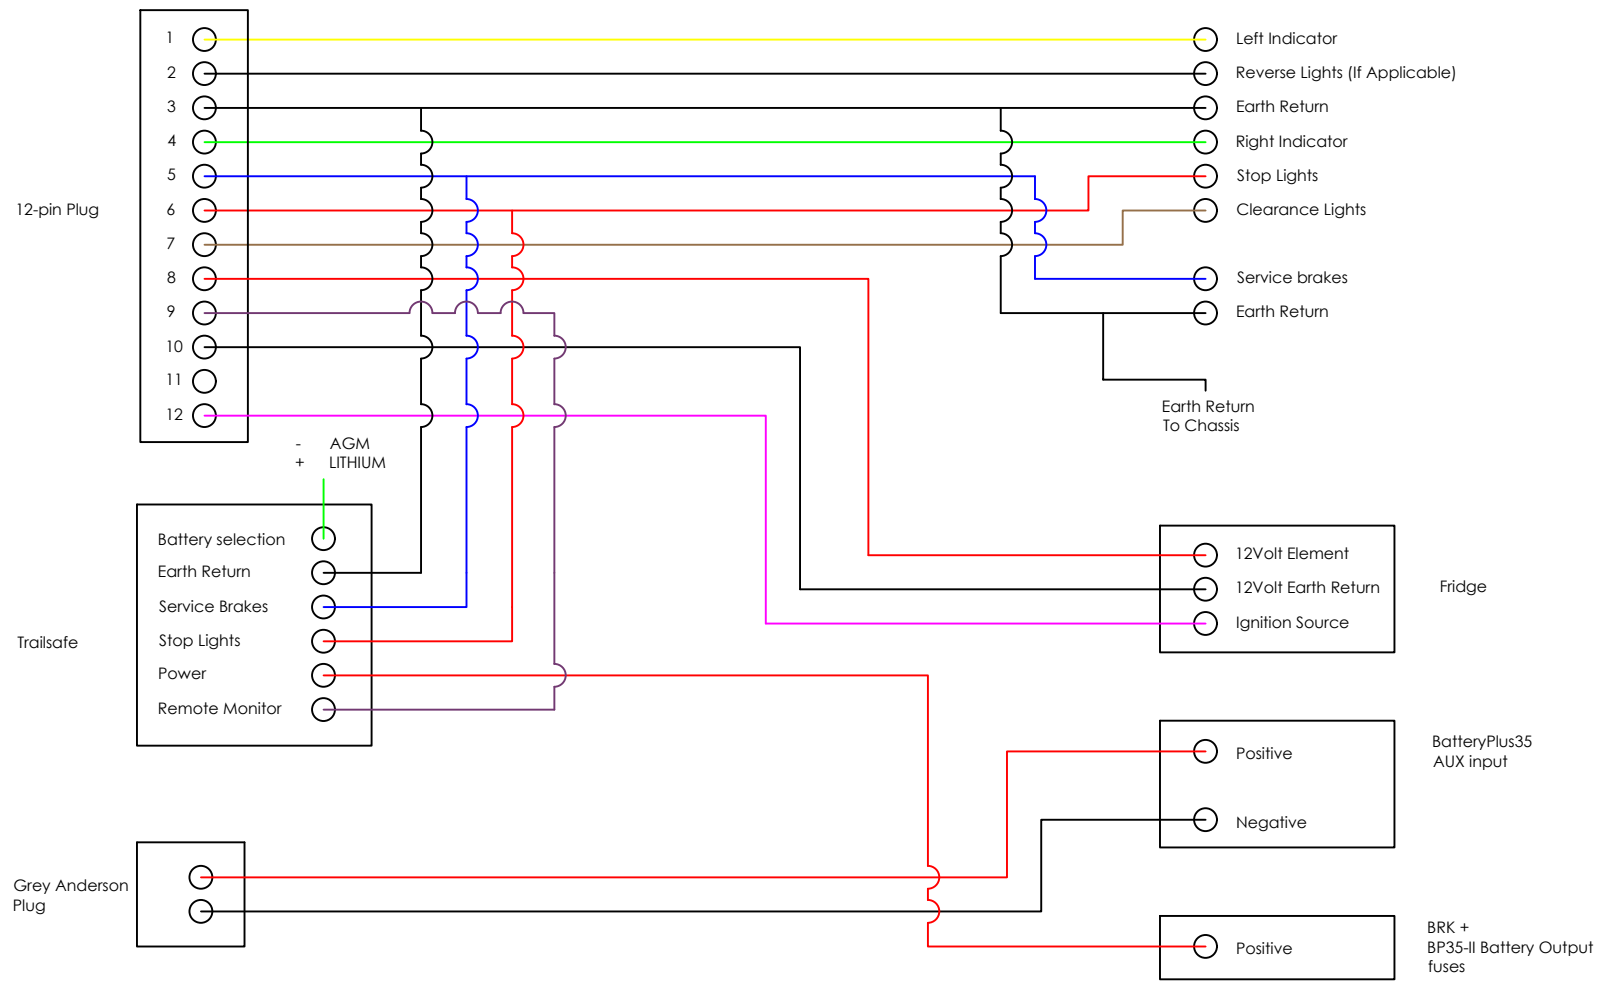 1
Left Indicator
2
Reverse Lights (If Applicable)
3
Earth Return
4
Right Indicator
5
Stop Lights
12-pin Plug
6
Clearance Lights
7
8
Service brakes
9
Earth Return
10
11
12
Earth Return
To Chassis
- AGM
+ LITHIUM
Trailsafe
Battery selection
Earth Return
Service Brakes
Stop Lights
Power
Remote Monitor
12Volt Element
12Volt Earth Return
Ignition Source
Fridge
Positive
Negative
BatteryPlus35
AUX input
Grey Anderson
Plug
Positive
BRK +
BP35-II Battery Output
fuses